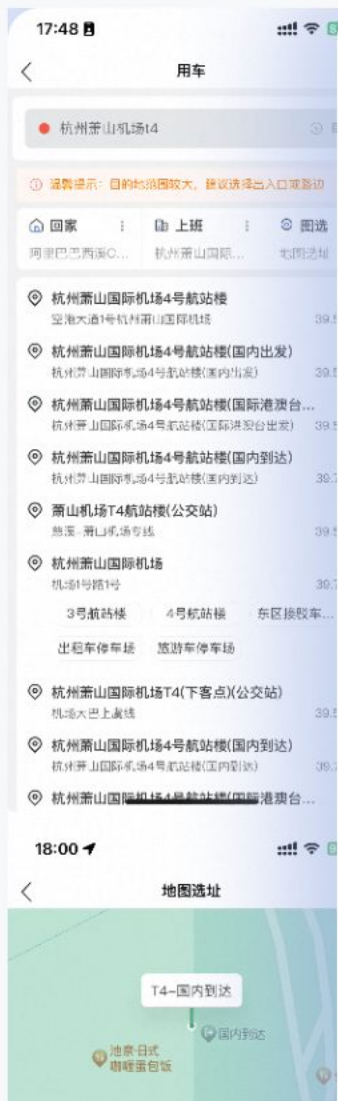 17:48
用车
杭州萧山机场t4
温馨提示：目的地范围较大，建议选择出入口或路边
回家
上班
图选
阿里巴巴西溪C...
杭州萧山国际...
地图选址
杭州萧山国际机场4号航站楼
空港大道1号杭州萧山国际机场
39.5
杭州萧山国际机场4号航站楼(国内出发)
杭州萧山国际机场4号航站楼(国内出发)
39.5
杭州萧山国际机场4号航站楼(国际港澳台...
杭州萧山国际机场4号航站楼(国际港澳台出发)
39.5
杭州萧山国际机场4号航站楼(国内到达)
杭州萧山国际机场4号航站楼(国内到达)
39.7
萧山机场T4航站楼(公交站)
慈溪-萧山机场专线
39.5
杭州萧山国际机场
机场1号路1号
39.7
3号航站楼
4号航站楼
东区接驳车...
出租车停车场
旅游车停车场
杭州萧山国际机场T4(下客点)(公交站)
机场大巴上虞线
39.5
杭州萧山国际机场4号航站楼(国内到达)
杭州萧山国际机场4号航站楼(国内到达)
39.7
杭州萧山国际机场4号航站楼(国际港澳台...
18:00
地图选址
T4-国内到达
国内到达
池奈·日式
咖喱蛋包饭